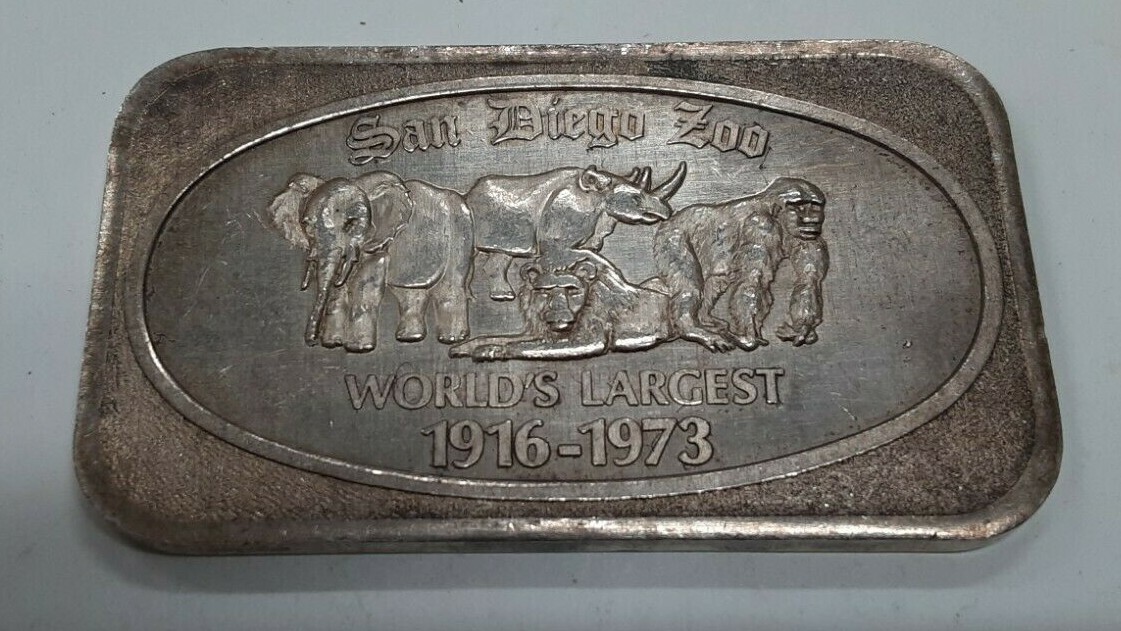 San Diego Zoo
WORLD'S LARGEST
1916-1973